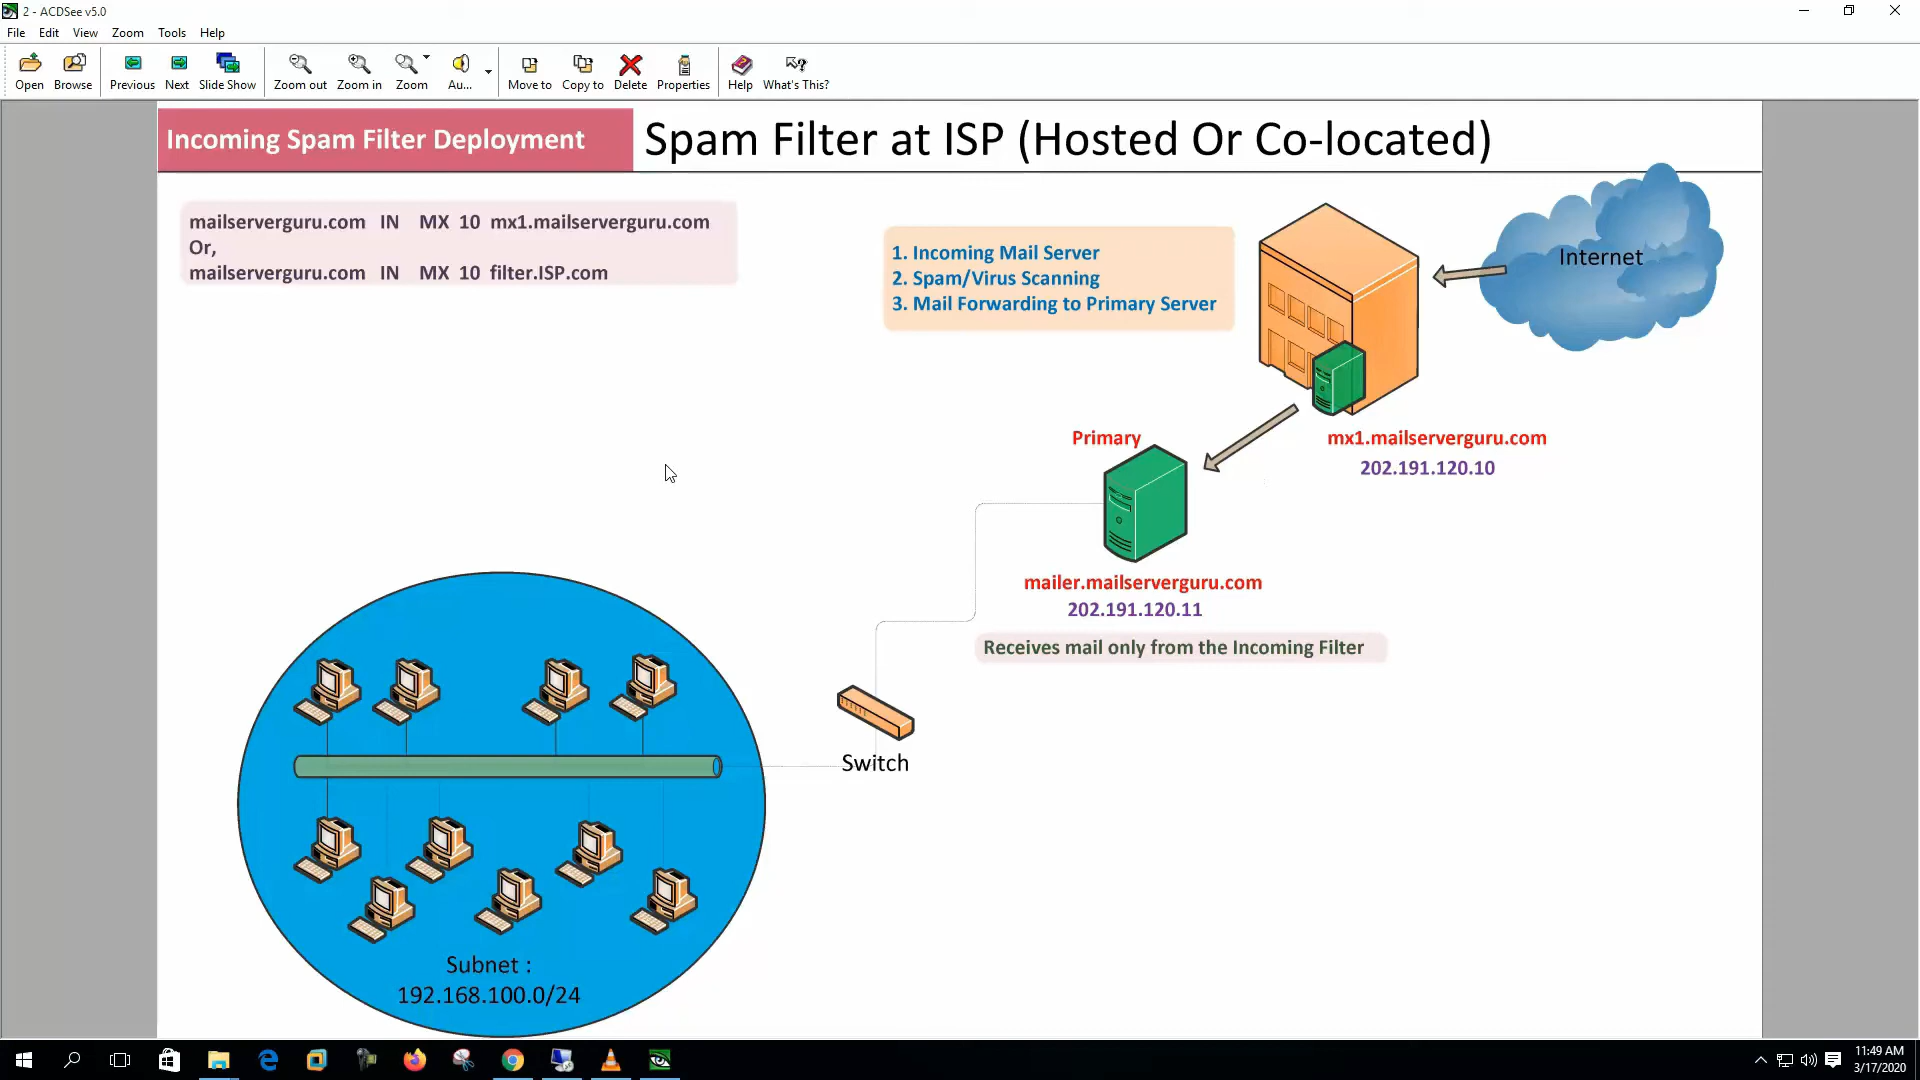 2 - ACDSee v5.0
File Edit View Zoom Tools Help
Open Browse Previous Next Slide Show Zoom out Zoom in Zoom Au... Move to Copy to Delete Properties Help What's This?
Incoming Spam Filter Deployment
Spam Filter at ISP (Hosted Or Co-located)
mailserverguru.com IN MX 10 mx1.mailserverguru.com
Or,
mailserverguru.com IN MX 10 filter.ISP.com
1. Incoming Mail Server
2. Spam/Virus Scanning
3. Mail Forwarding to Primary Server
Internet
Primary
mx1.mailserverguru.com
202.191.120.10
mailer.mailserverguru.com
202.191.120.11
Receives mail only from the Incoming Filter
Switch
Subnet :
192.168.100.0/24
11:49 AM
3/17/2020